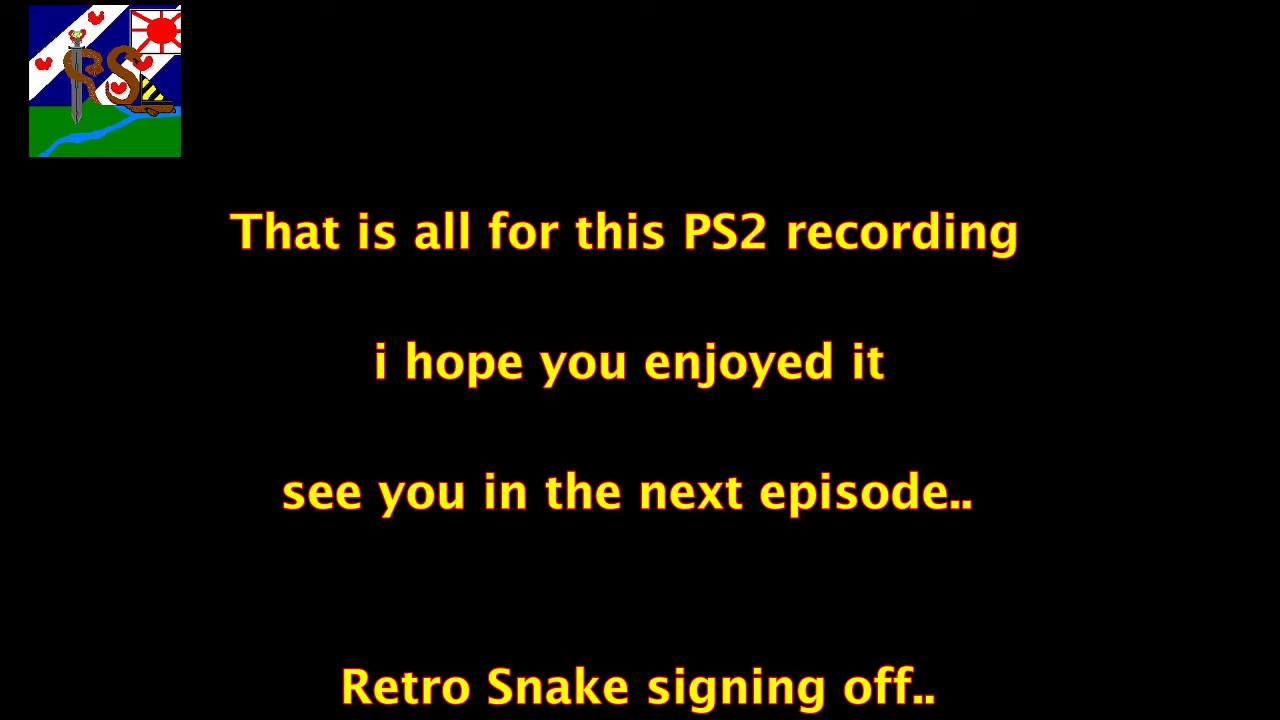 RS
That is all for this PS2 recording
i hope you enjoyed it
see you in the next episode..
Retro Snake signing off..